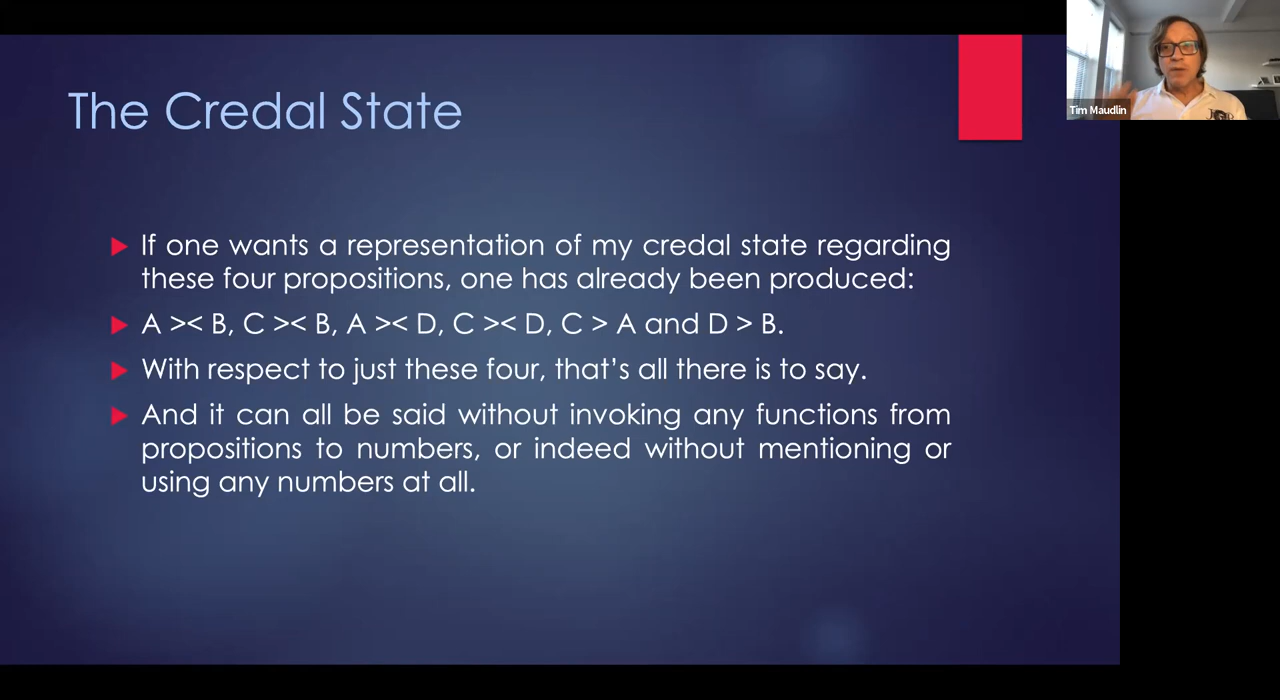 The Credal State
If one wants a representation of my credal state regarding
these four propositions, one has already been produced:
A >< B, C >< B, A >< D, C >< D, C > A and D > B.
With respect to just these four, that's all there is to say.
And it can all be said without invoking any functions from
propositions to numbers, or indeed without mentioning or
using any numbers at all.
Tim Maudlin